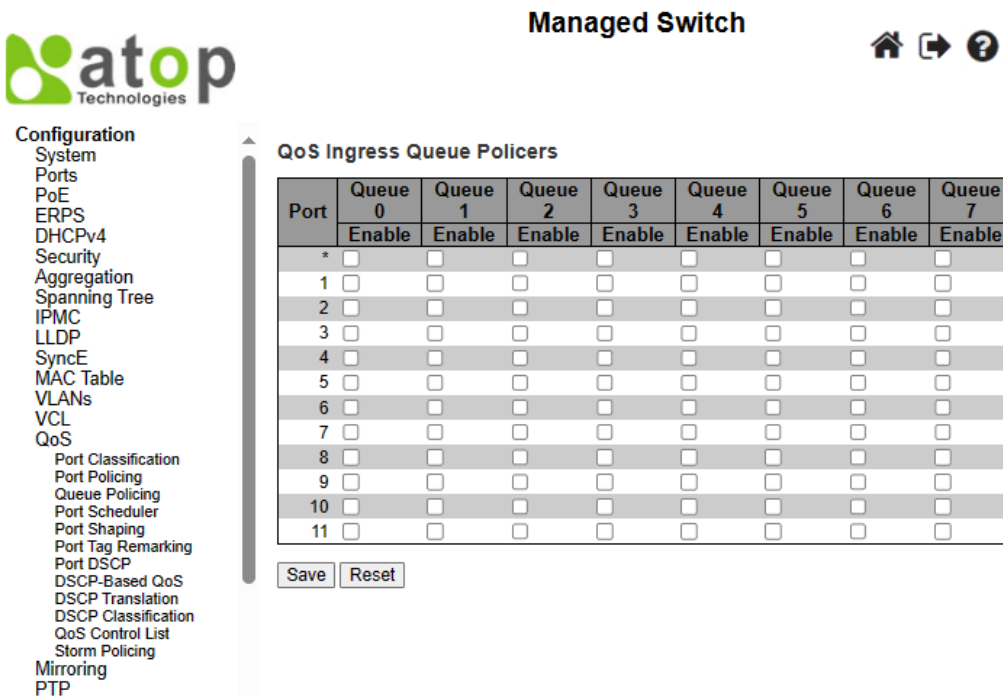 Managed Switch
atop
Technologies
?
Configuration
System
Ports
PoE
ERPS
DHCPv4
Security
Aggregation
Spanning Tree
IPMC
LLDP
SyncE
MAC Table
VLANs
VCL
QoS
Port Classification
Port Policing
Queue Policing
Port Scheduler
Port Shaping
Port Tag Remarking
Port DSCP
DSCP-Based QoS
DSCP Translation
DSCP Classification
QoS Control List
Storm Policing
Mirroring
PTP
QoS Ingress Queue Policers
Port Queue 0 Queue 1 Queue 2 Queue 3 Queue 4 Queue 5 Queue 6 Queue 7
Enable Enable Enable Enable Enable Enable Enable Enable
*
1
2
3
4
5
6
7
8
9
10
11
Save Reset